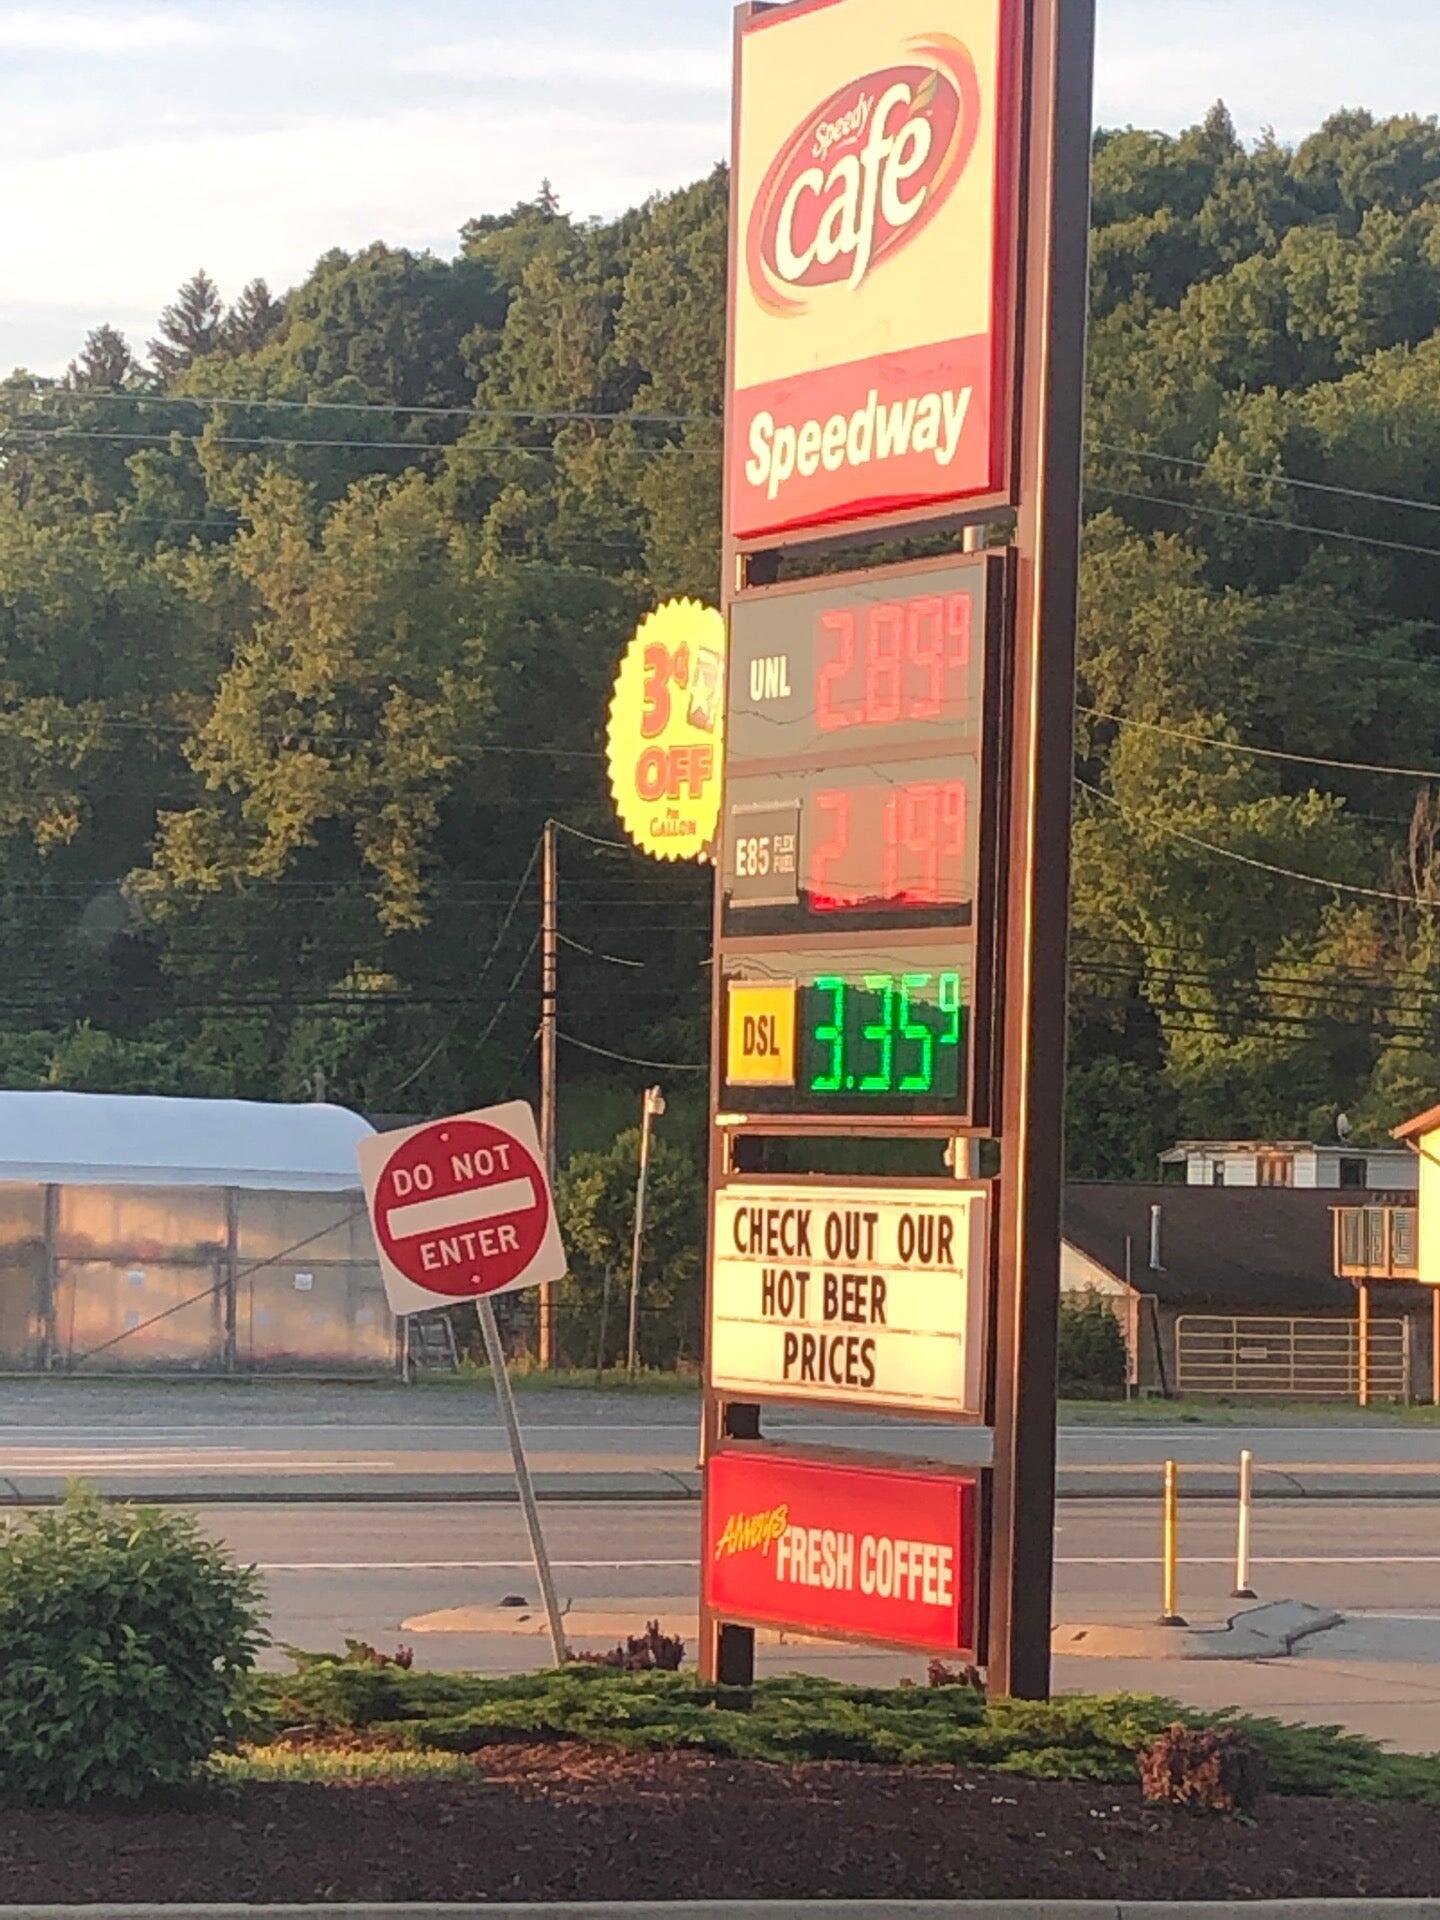 Speedy
café
Speedway
3¢
OFF
Per
GALLON
UNL 2.89⁹
E85 FLEX FUEL 2.19⁹
DSL 3.35⁹
DO NOT
ENTER
CHECK OUT OUR
HOT BEER
PRICES
Always
FRESH COFFEE